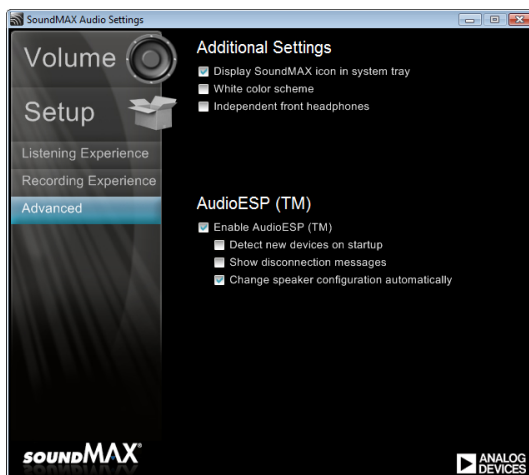 SoundMAX Audio Settings
Volume
Setup
Listening Experience
Recording Experience
Advanced
Additional Settings
Display SoundMAX icon in system tray
White color scheme
Independent front headphones
AudioESP (TM)
Enable AudioESP (TM)
Detect new devices on startup
Show disconnection messages
Change speaker configuration automatically
SOUNDMAX®
ANALOG
DEVICES